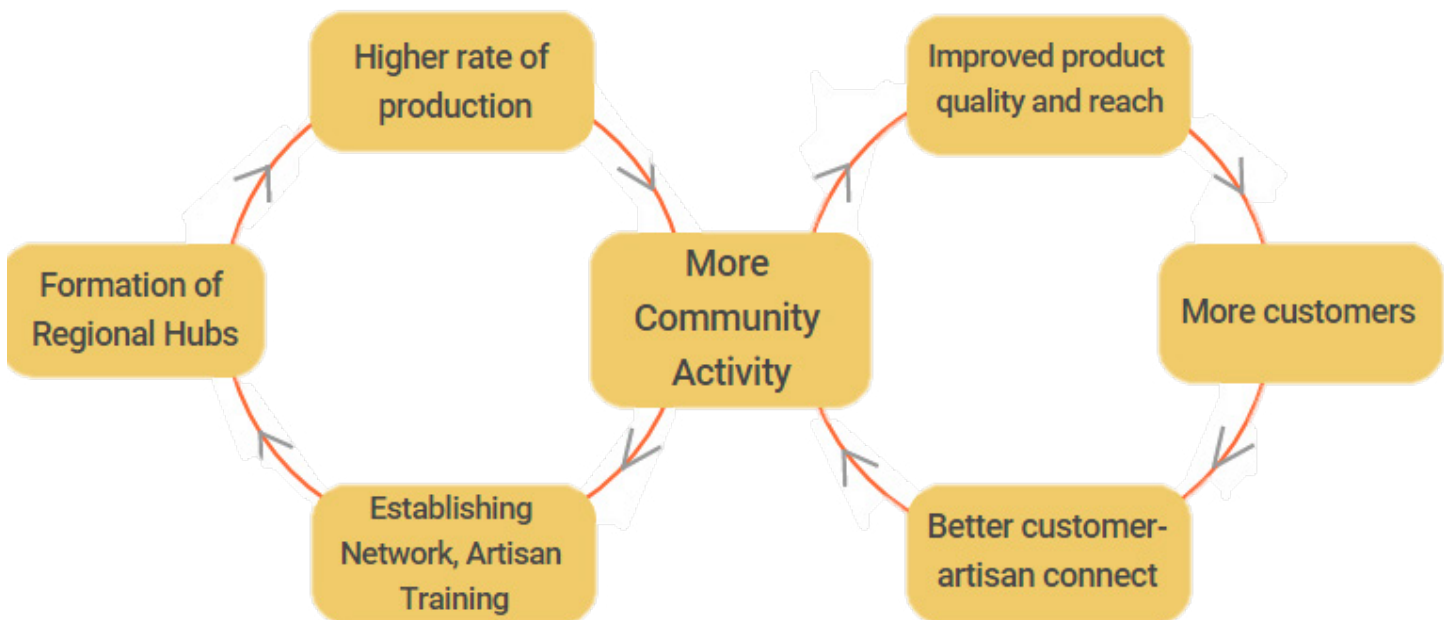 Higher rate of
production
Improved product
quality and reach
Formation of
Regional Hubs
More
Community
Activity
More customers
Establishing
Network, Artisan
Training
Better customer-
artisan connect